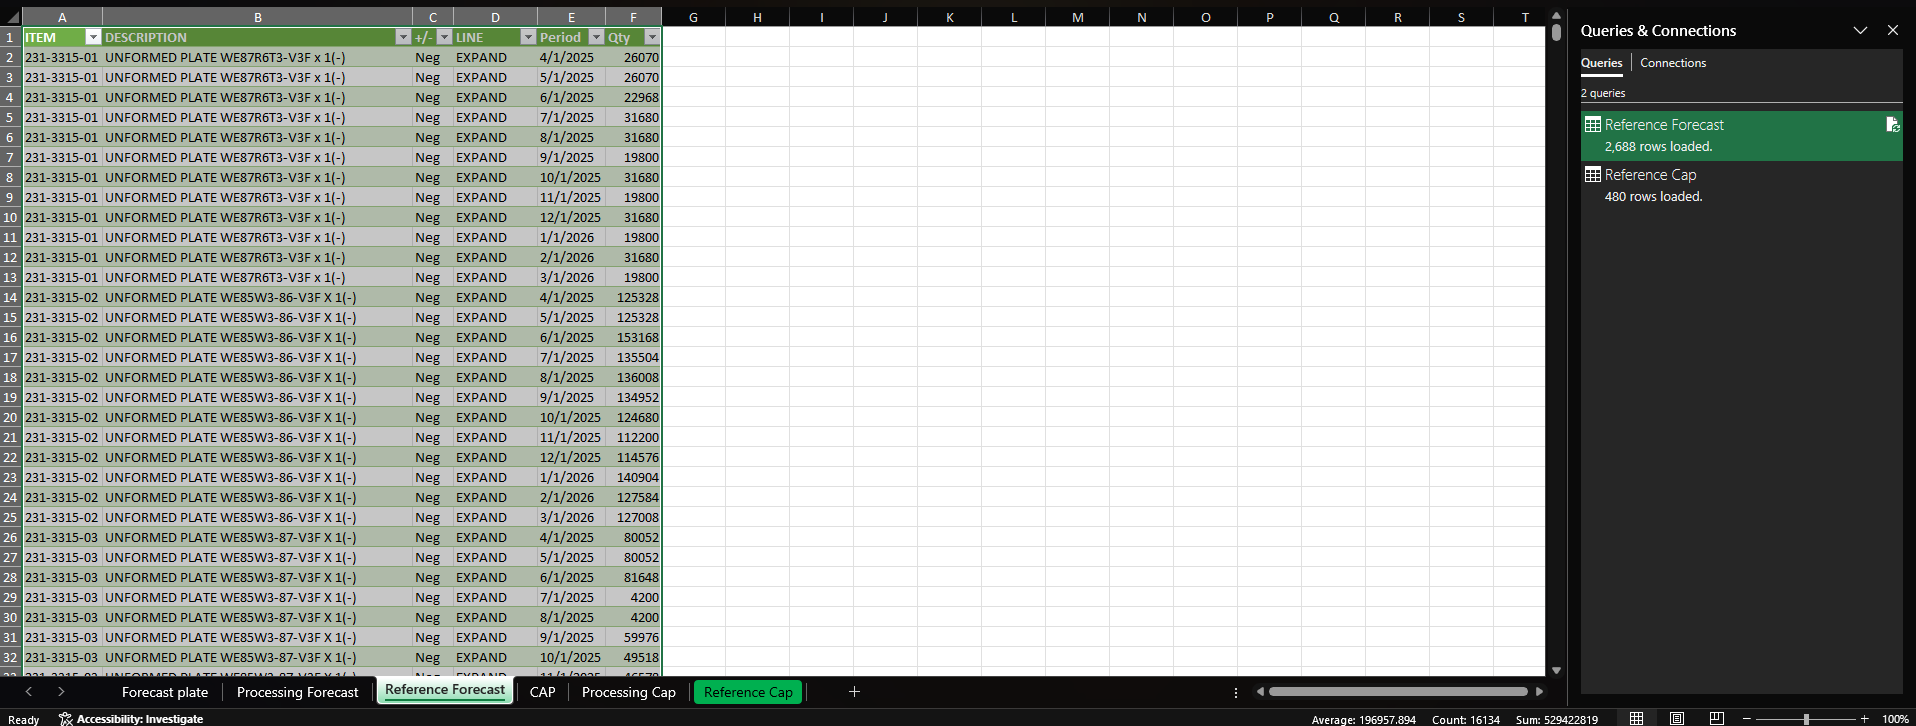 A B C D E F G H I J K L M N O P Q R S T
1 ITEM DESCRIPTION +/- LINE Period Qty
2 231-3315-01 UNFORMED PLATE WE87R6T3-V3F x 1(-) Neg EXPAND 4/1/2025 26070
3 231-3315-01 UNFORMED PLATE WE87R6T3-V3F x 1(-) Neg EXPAND 5/1/2025 26070
4 231-3315-01 UNFORMED PLATE WE87R6T3-V3F x 1(-) Neg EXPAND 6/1/2025 22968
5 231-3315-01 UNFORMED PLATE WE87R6T3-V3F x 1(-) Neg EXPAND 7/1/2025 31680
6 231-3315-01 UNFORMED PLATE WE87R6T3-V3F x 1(-) Neg EXPAND 8/1/2025 31680
7 231-3315-01 UNFORMED PLATE WE87R6T3-V3F x 1(-) Neg EXPAND 9/1/2025 19800
8 231-3315-01 UNFORMED PLATE WE87R6T3-V3F x 1(-) Neg EXPAND 10/1/2025 31680
9 231-3315-01 UNFORMED PLATE WE87R6T3-V3F x 1(-) Neg EXPAND 11/1/2025 19800
10 231-3315-01 UNFORMED PLATE WE87R6T3-V3F x 1(-) Neg EXPAND 12/1/2025 31680
11 231-3315-01 UNFORMED PLATE WE87R6T3-V3F x 1(-) Neg EXPAND 1/1/2026 19800
12 231-3315-01 UNFORMED PLATE WE87R6T3-V3F x 1(-) Neg EXPAND 2/1/2026 31680
13 231-3315-01 UNFORMED PLATE WE87R6T3-V3F x 1(-) Neg EXPAND 3/1/2026 19800
14 231-3315-02 UNFORMED PLATE WE85W3-86-V3F X 1(-) Neg EXPAND 4/1/2025 125328
15 231-3315-02 UNFORMED PLATE WE85W3-86-V3F X 1(-) Neg EXPAND 5/1/2025 125328
16 231-3315-02 UNFORMED PLATE WE85W3-86-V3F X 1(-) Neg EXPAND 6/1/2025 153168
17 231-3315-02 UNFORMED PLATE WE85W3-86-V3F X 1(-) Neg EXPAND 7/1/2025 135504
18 231-3315-02 UNFORMED PLATE WE85W3-86-V3F X 1(-) Neg EXPAND 8/1/2025 136008
19 231-3315-02 UNFORMED PLATE WE85W3-86-V3F X 1(-) Neg EXPAND 9/1/2025 134952
20 231-3315-02 UNFORMED PLATE WE85W3-86-V3F X 1(-) Neg EXPAND 10/1/2025 124680
21 231-3315-02 UNFORMED PLATE WE85W3-86-V3F X 1(-) Neg EXPAND 11/1/2025 112200
22 231-3315-02 UNFORMED PLATE WE85W3-86-V3F X 1(-) Neg EXPAND 12/1/2025 114576
23 231-3315-02 UNFORMED PLATE WE85W3-86-V3F X 1(-) Neg EXPAND 1/1/2026 140904
24 231-3315-02 UNFORMED PLATE WE85W3-86-V3F X 1(-) Neg EXPAND 2/1/2026 127584
25 231-3315-02 UNFORMED PLATE WE85W3-86-V3F X 1(-) Neg EXPAND 3/1/2026 127008
26 231-3315-03 UNFORMED PLATE WE85W3-87-V3F X 1(-) Neg EXPAND 4/1/2025 80052
27 231-3315-03 UNFORMED PLATE WE85W3-87-V3F X 1(-) Neg EXPAND 5/1/2025 80052
28 231-3315-03 UNFORMED PLATE WE85W3-87-V3F X 1(-) Neg EXPAND 6/1/2025 81648
29 231-3315-03 UNFORMED PLATE WE85W3-87-V3F X 1(-) Neg EXPAND 7/1/2025 4200
30 231-3315-03 UNFORMED PLATE WE85W3-87-V3F X 1(-) Neg EXPAND 8/1/2025 4200
31 231-3315-03 UNFORMED PLATE WE85W3-87-V3F X 1(-) Neg EXPAND 9/1/2025 59976
32 231-3315-03 UNFORMED PLATE WE85W3-87-V3F X 1(-) Neg EXPAND 10/1/2025 49518
Forecast plate Processing Forecast Reference Forecast CAP Processing Cap Reference Cap
Queries & Connections
Queries Connections
2 queries
Reference Forecast
2,688 rows loaded.
Reference Cap
480 rows loaded.
Ready Accessibility: Investigate Average: 196957.894 Count: 16134 Sum: 529422819 100%